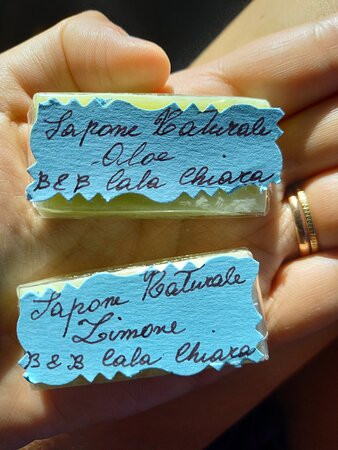 Sapone Naturale
Aloe
B&B Cala Chiara
Sapone Naturale
Limone
B&B Cala Chiara